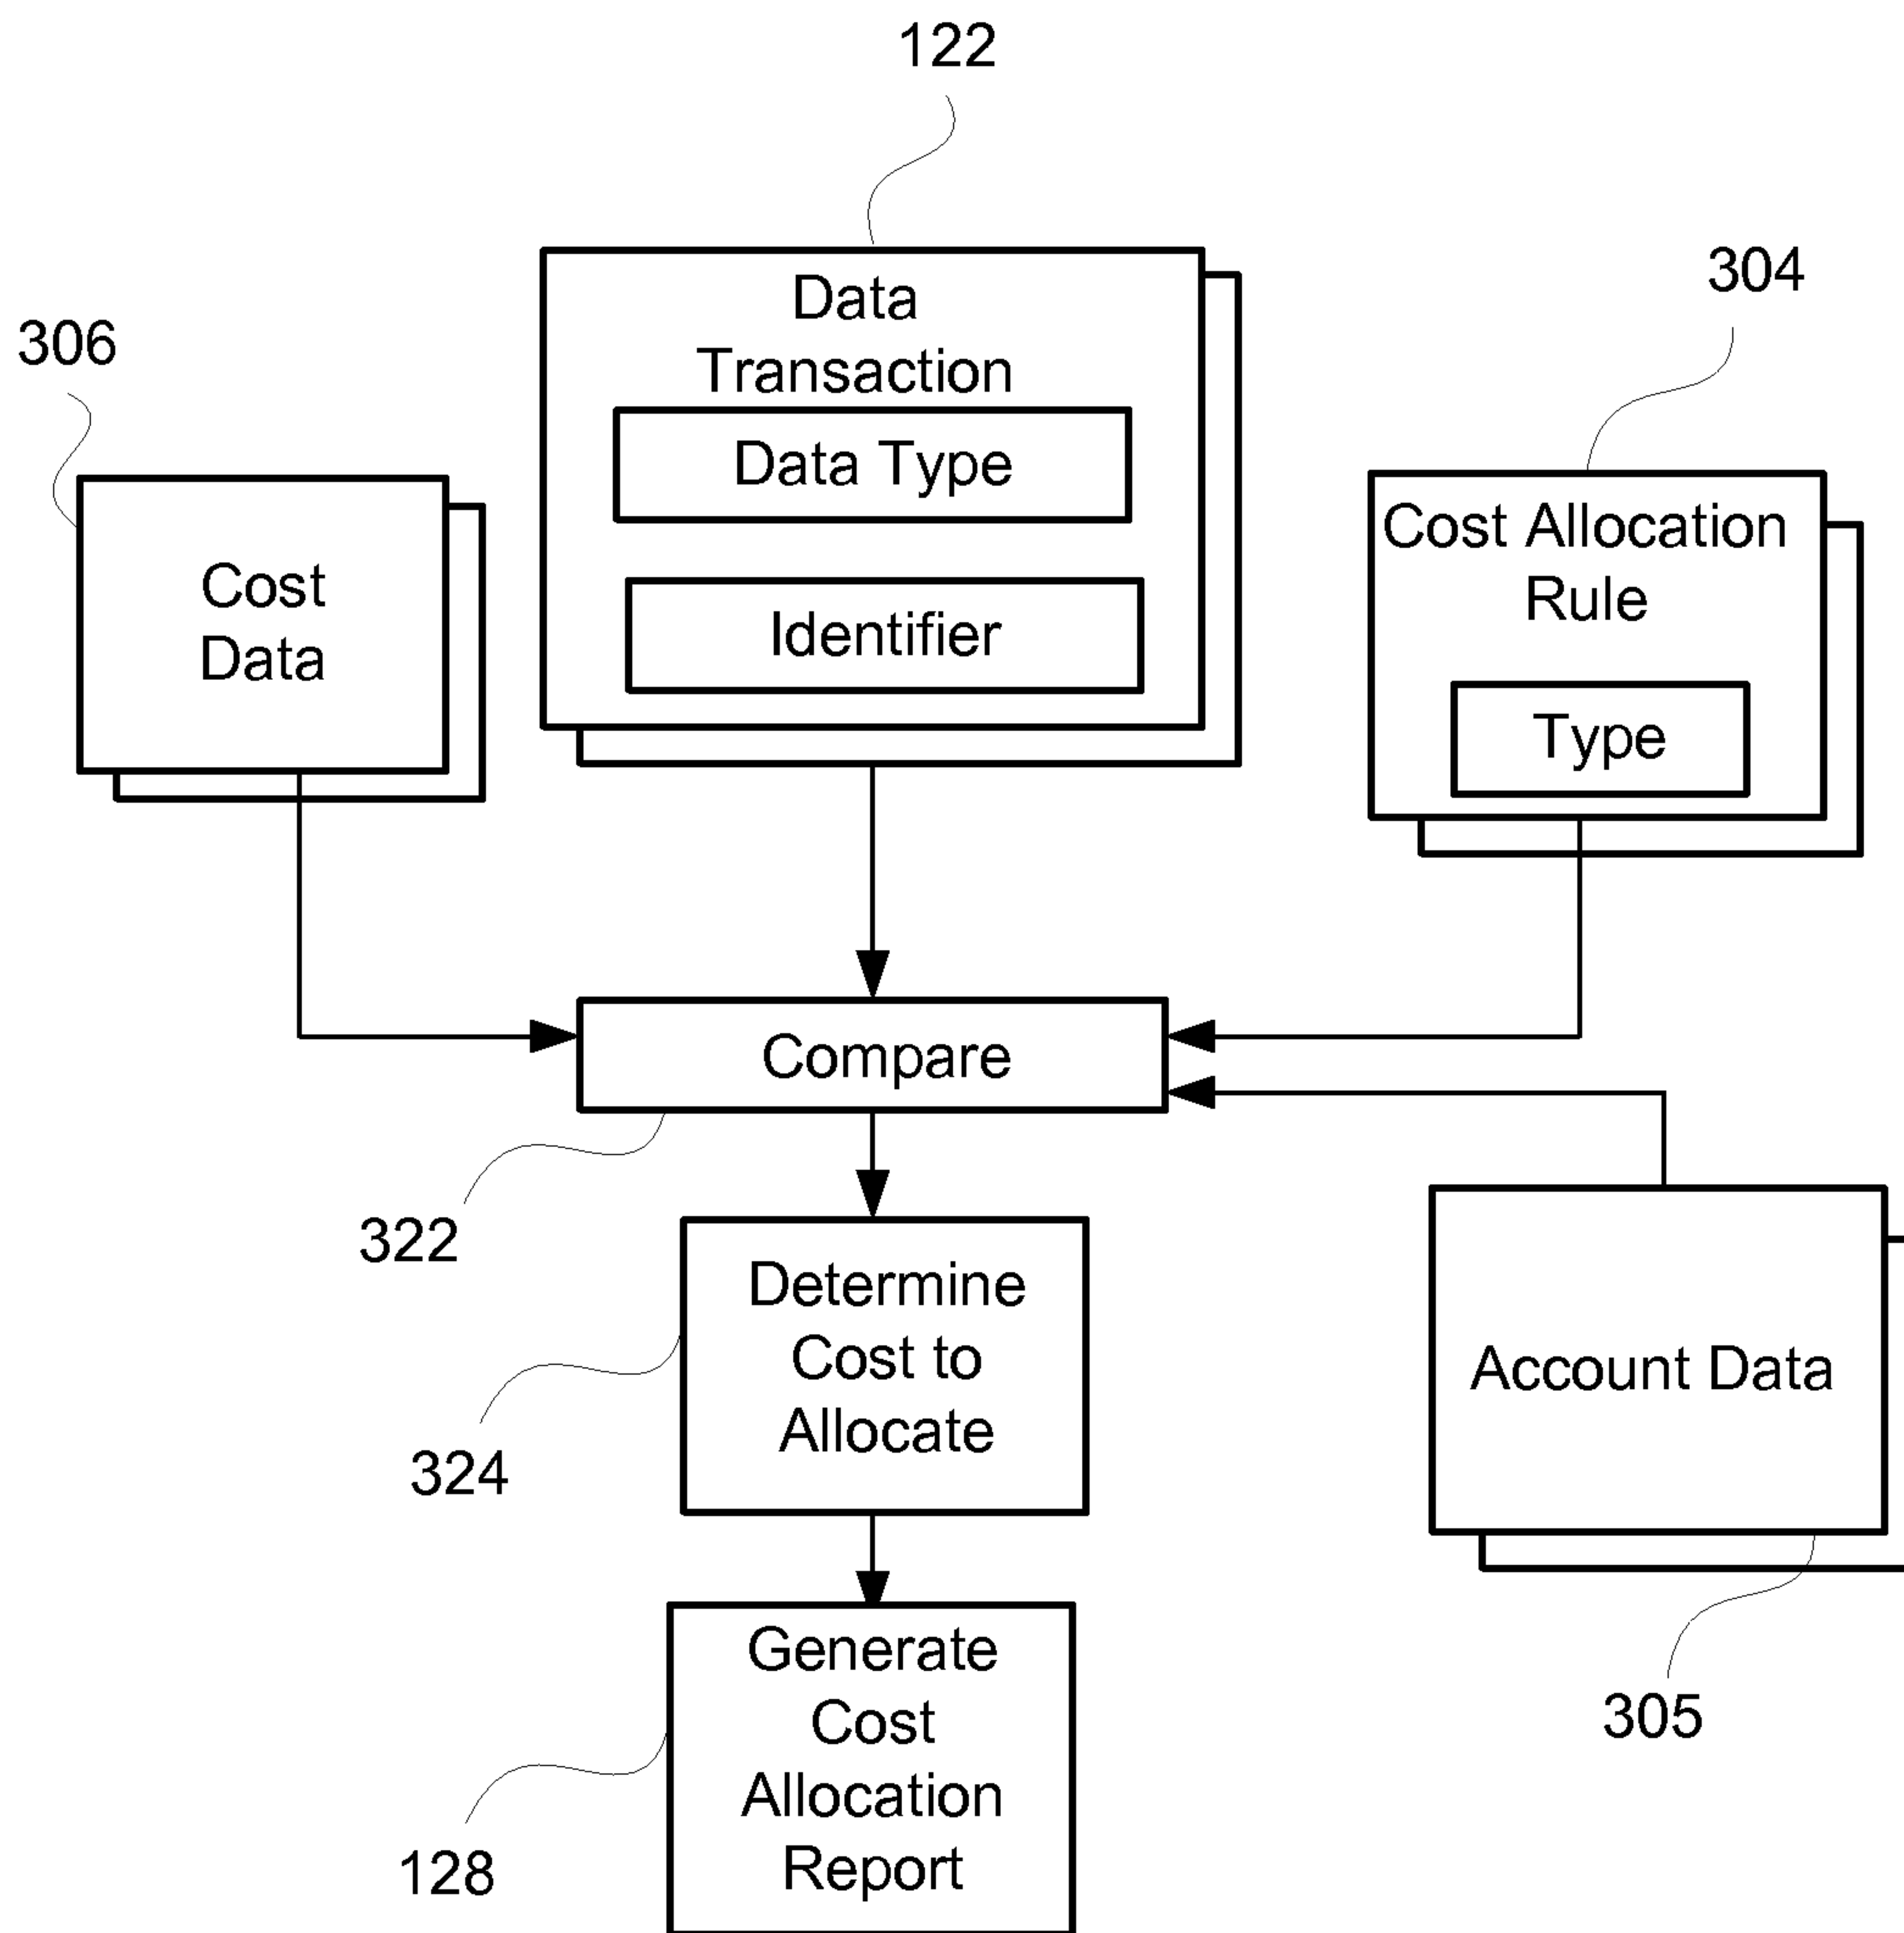 122
304
306
Data
Transaction
Data Type
Identifier
Cost
Data
Cost Allocation
Rule
Type
Compare
322
Determine
Cost to
Allocate
324
Account Data
305
Generate
Cost
Allocation
Report
128